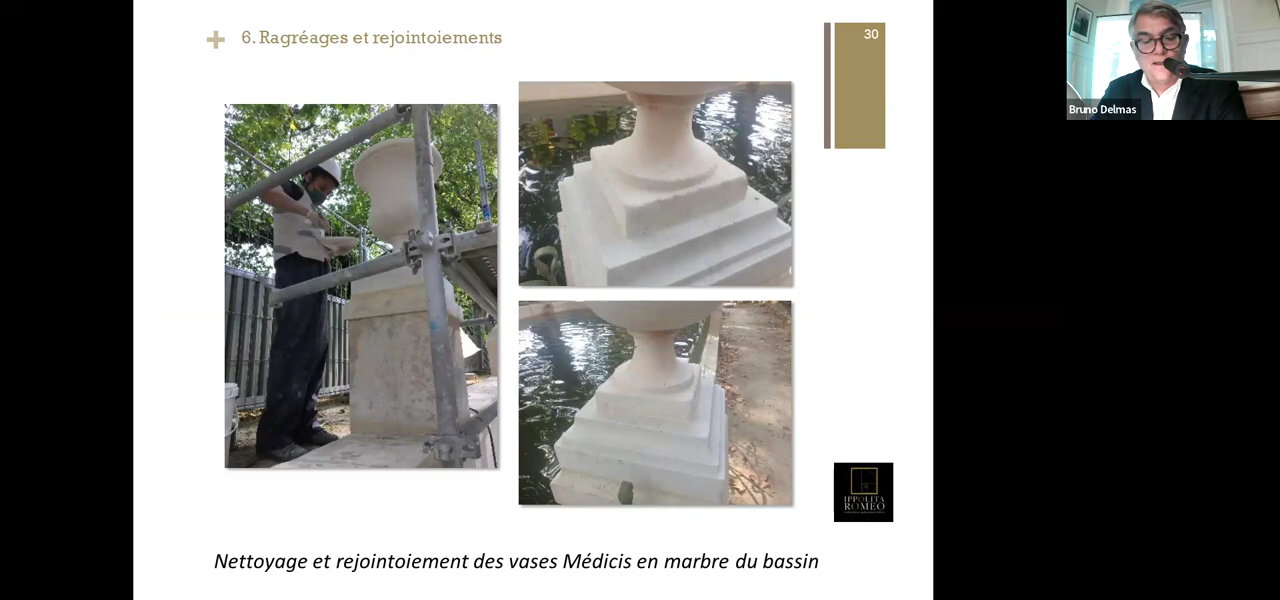 6. Ragréages et rejointoiements
30
Bruno Delmas
IPPOLITA
ROMEO
Nettoyage et rejointoiement des vases Médicis en marbre du bassin